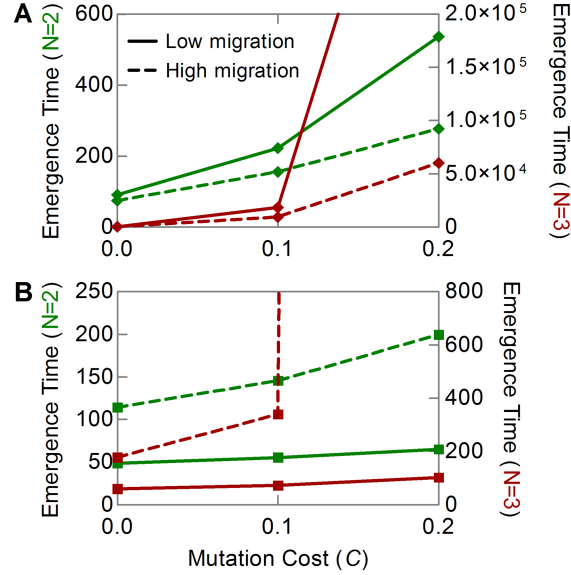 A
600
400
200
0
Emergence Time (N=2)
Low migration
High migration
2.0×10⁵
1.5×10⁵
1.0×10⁵
5.0×10⁴
0
Emergence Time (N=3)
0.0
0.1
0.2
B
250
200
150
100
50
0
Emergence Time (N=2)
800
600
400
200
0
Emergence Time (N=3)
0.0
0.1
0.2
Mutation Cost (C)